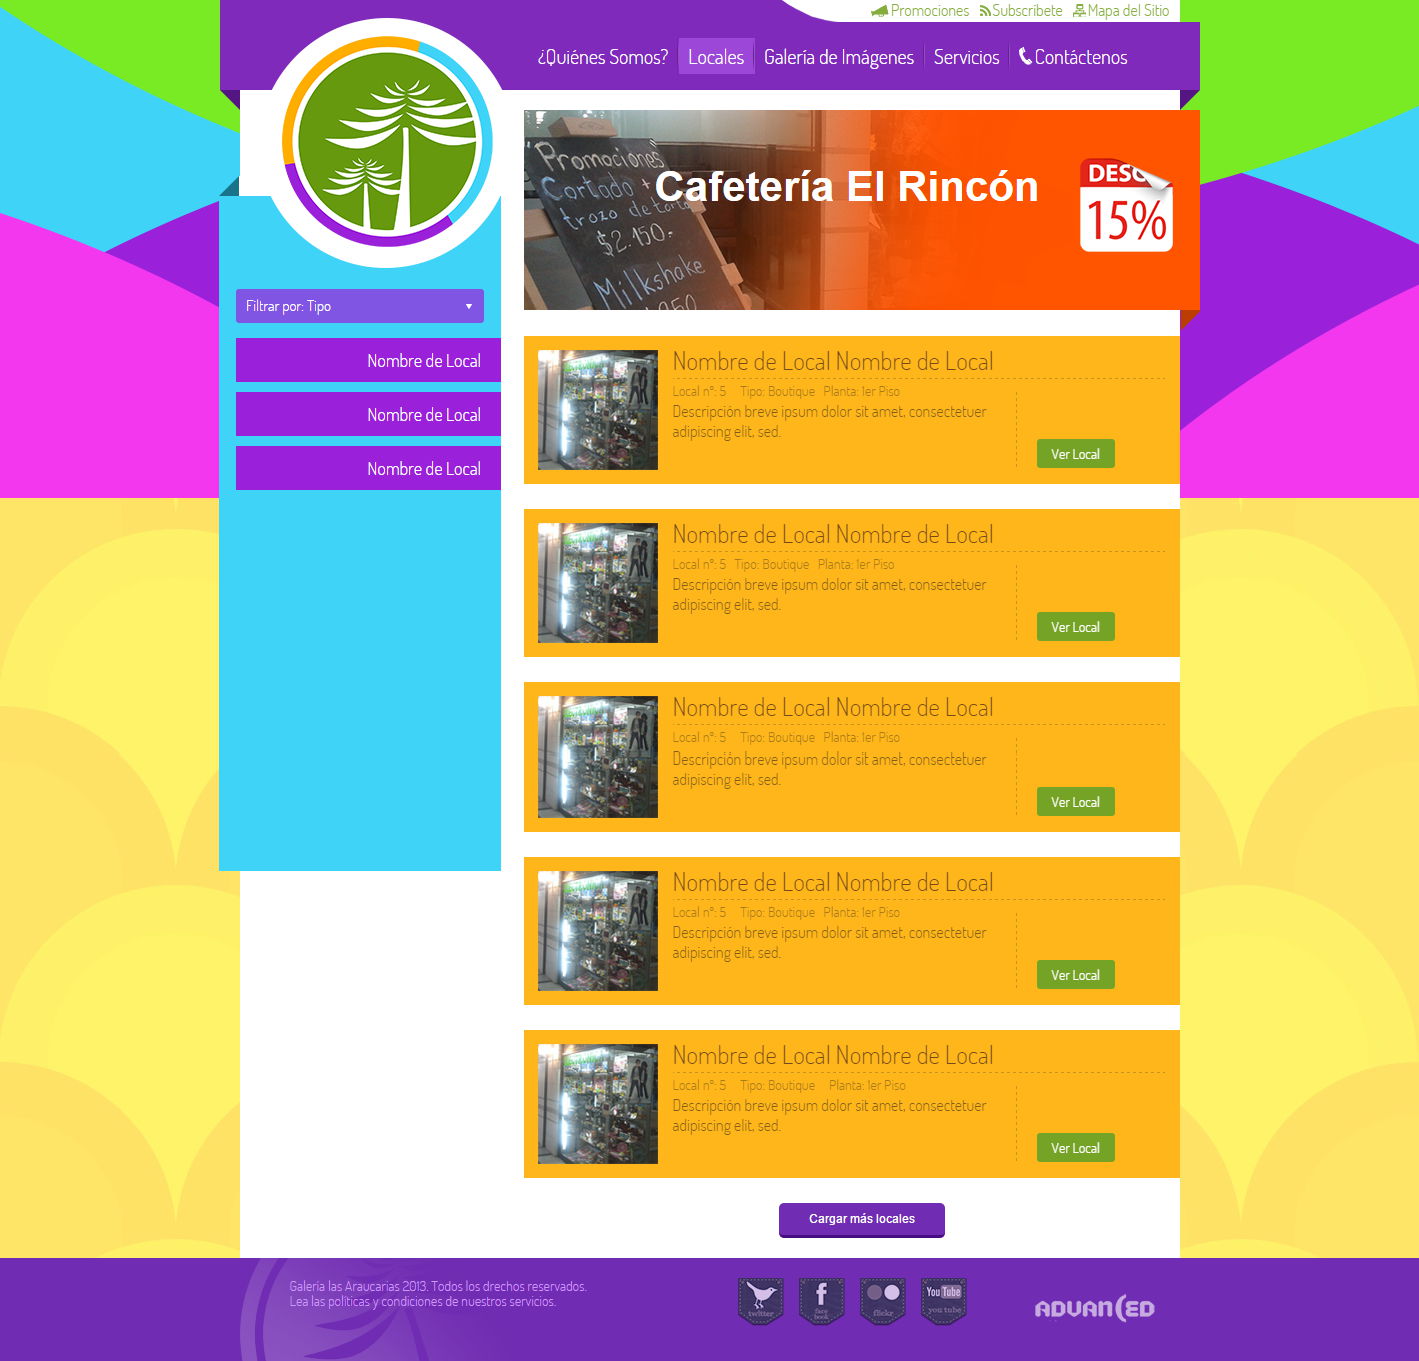 Promociones Subscríbete Mapa del Sitio
¿Quiénes Somos? Locales Galería de Imágenes Servicios Contáctenos
"Promociones"
Cortado +
trozo de torta
$2.150.-
Milkshake
Cafetería El Rincón
15%
Filtrar por: Tipo
Nombre de Local
Nombre de Local
Nombre de Local
Nombre de Local Nombre de Local
Local nº: 5 Tipo: Boutique Planta: 1er Piso
Descripción breve ipsum dolor sit amet, consectetuer
adipiscing elit, sed.
Ver Local
Nombre de Local Nombre de Local
Local nº: 5 Tipo: Boutique Planta: 1er Piso
Descripción breve ipsum dolor sit amet, consectetuer
adipiscing elit, sed.
Ver Local
Nombre de Local Nombre de Local
Local nº: 5 Tipo: Boutique Planta: 1er Piso
Descripción breve ipsum dolor sit amet, consectetuer
adipiscing elit, sed.
Ver Local
Nombre de Local Nombre de Local
Local nº: 5 Tipo: Boutique Planta: 1er Piso
Descripción breve ipsum dolor sit amet, consectetuer
adipiscing elit, sed.
Ver Local
Nombre de Local Nombre de Local
Local nº: 5 Tipo: Boutique Planta: 1er Piso
Descripción breve ipsum dolor sit amet, consectetuer
adipiscing elit, sed.
Ver Local
Cargar más locales
Galería las Araucarias 2013. Todos los drechos reservados.
Lea las políticas y condiciones de nuestros servicios.
twitter
face
book
flickr
You Tube
you tube
ADVANCED